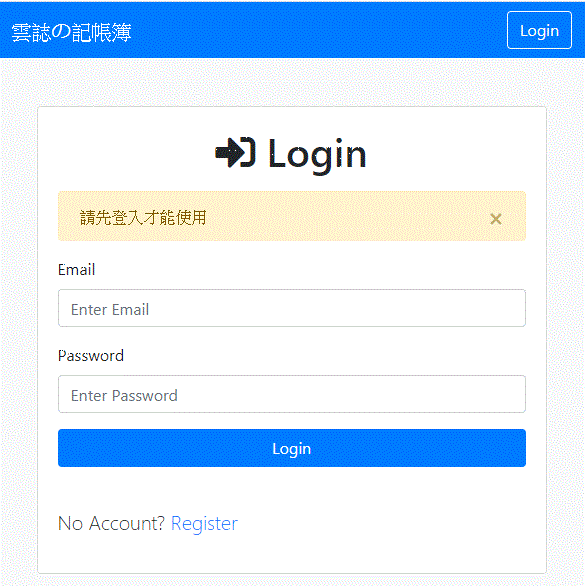 雲誌の記帳簿
Login
Login
請先登入才能使用
×
Email
Enter Email
Password
Enter Password
Login
No Account? Register